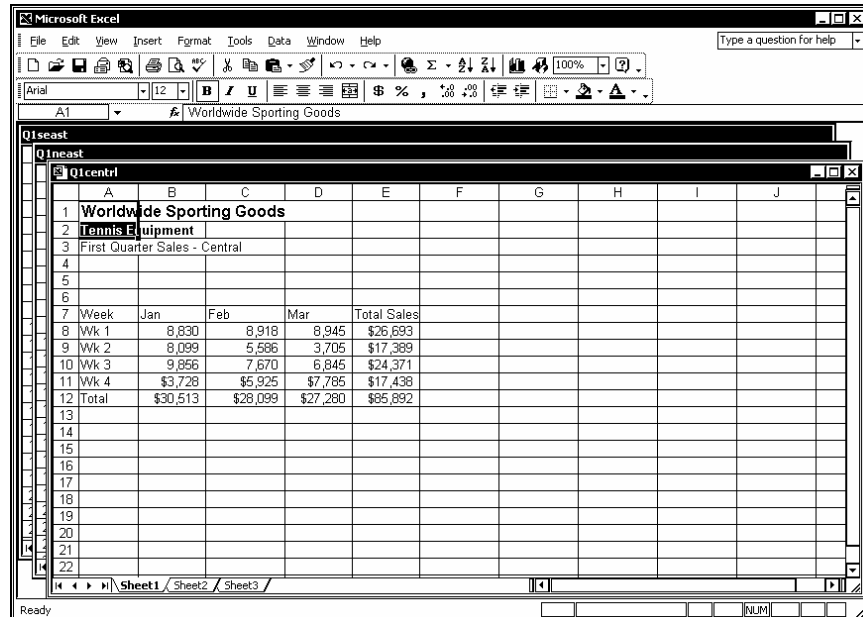 Microsoft Excel
File Edit View Insert Format Tools Data Window Help Type a question for help
100%
Arial 12 B I U $ % ,
A1 fx Worldwide Sporting Goods
Q1seast
Q1neast
Q1centrl
A B C D E F G H I J
1 Worldwide Sporting Goods
2 Tennis Equipment
3 First Quarter Sales - Central
4
5
6
7 Week Jan Feb Mar Total Sales
8 Wk 1 8,830 8,918 8,945 $26,693
9 Wk 2 8,099 5,586 3,705 $17,389
10 Wk 3 9,856 7,670 6,845 $24,371
11 Wk 4 $3,728 $5,925 $7,785 $17,438
12 Total $30,513 $28,099 $27,280 $85,892
13
14
15
16
17
18
19
20
21
22
Sheet1 Sheet2 Sheet3
Ready NUM